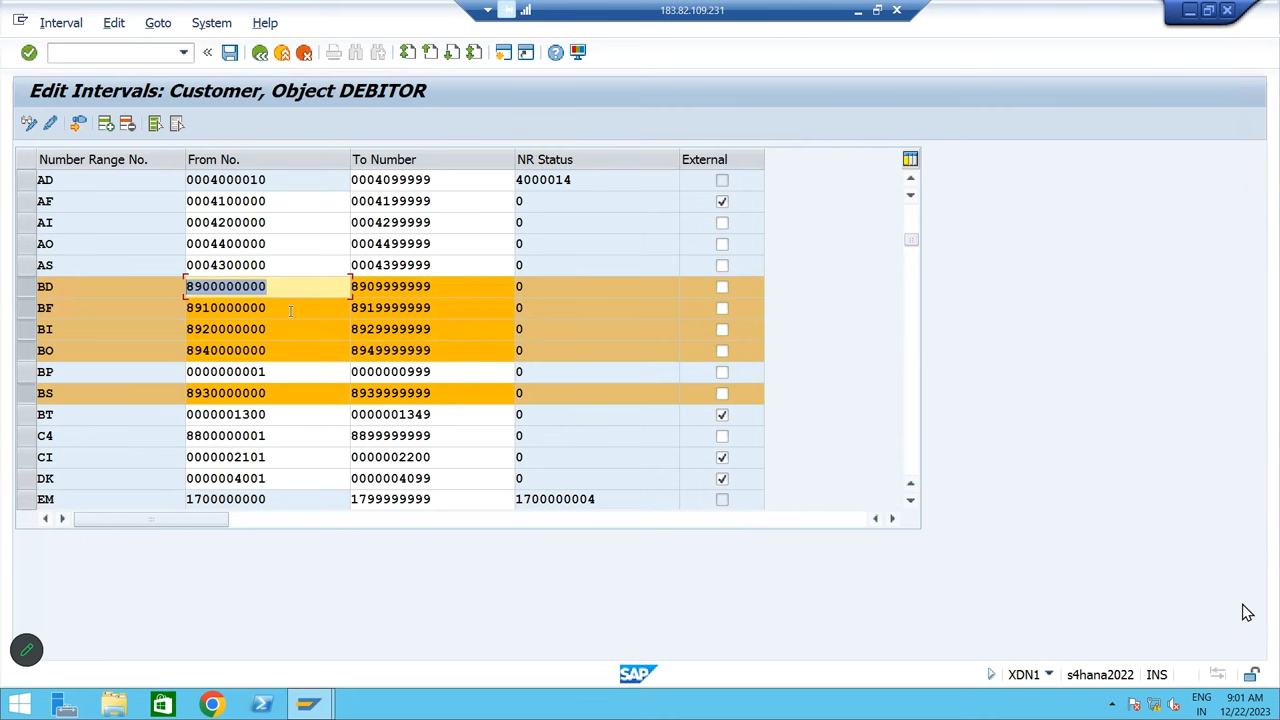 183.82.109.231
Interval Edit Goto System Help
Edit Intervals: Customer, Object DEBITOR
Number Range No. From No. To Number NR Status External
AD 0004000010 0004099999 4000014
AF 0004100000 0004199999 0
AI 0004200000 0004299999 0
AO 0004400000 0004499999 0
AS 0004300000 0004399999 0
BD 8900000000 8909999999 0
BF 8910000000 8919999999 0
BI 8920000000 8929999999 0
BO 8940000000 8949999999 0
BP 0000000001 0000000999 0
BS 8930000000 8939999999 0
BT 0000001300 0000001349 0
C4 8800000001 8899999999 0
CI 0000002101 0000002200 0
DK 0000004001 0000004099 0
EM 1700000000 1799999999 1700000004
SAP XDN1 s4hana2022 INS
ENG 9:01 AM
IN 12/22/2023